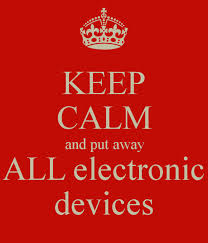 KEEP
CALM
and put away
ALL electronic
devices